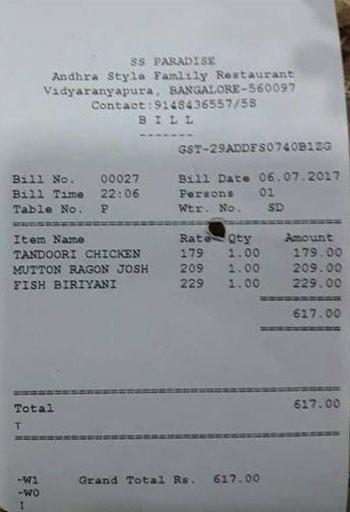 SS PARADISE
Andhra Style Famlily Restaurant
Vidyaranyapura, BANGALORE-560097
Contact:9148436557/58
B I L L
-------
GST-29ADDFS0740B1ZG
Bill No. 00027 Bill Date 06.07.2017
Bill Time 22:06 Persons 01
Table No. P Wtr. No. SD
Item Name Rate Qty Amount
TANDOORI CHICKEN 179 1.00 179.00
MUTTON RAGON JOSH 209 1.00 209.00
FISH BIRIYANI 229 1.00 229.00
617.00
Total 617.00
T
-W1 Grand Total Rs. 617.00
-W0
1